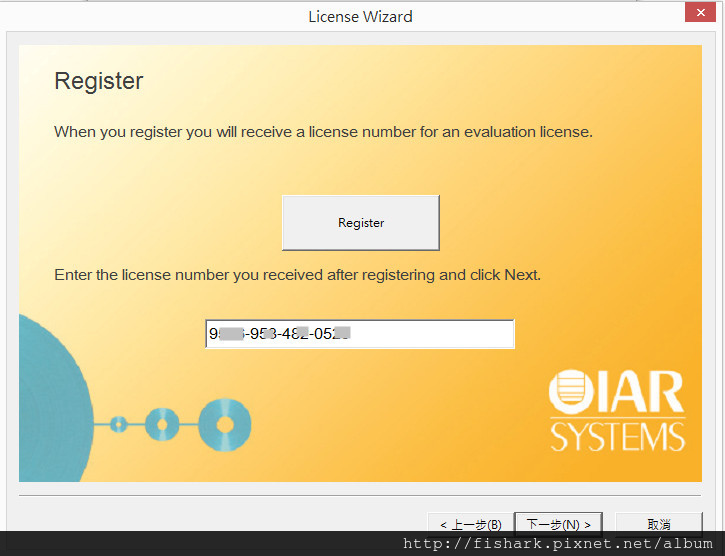 License Wizard
Register
When you register you will receive a license number for an evaluation license.
Register
Enter the license number you received after registering and click Next.
IAR
SYSTEMS
< 上一步(B) 下一步(N) > 取消
http://fishark.pixnet.net/album